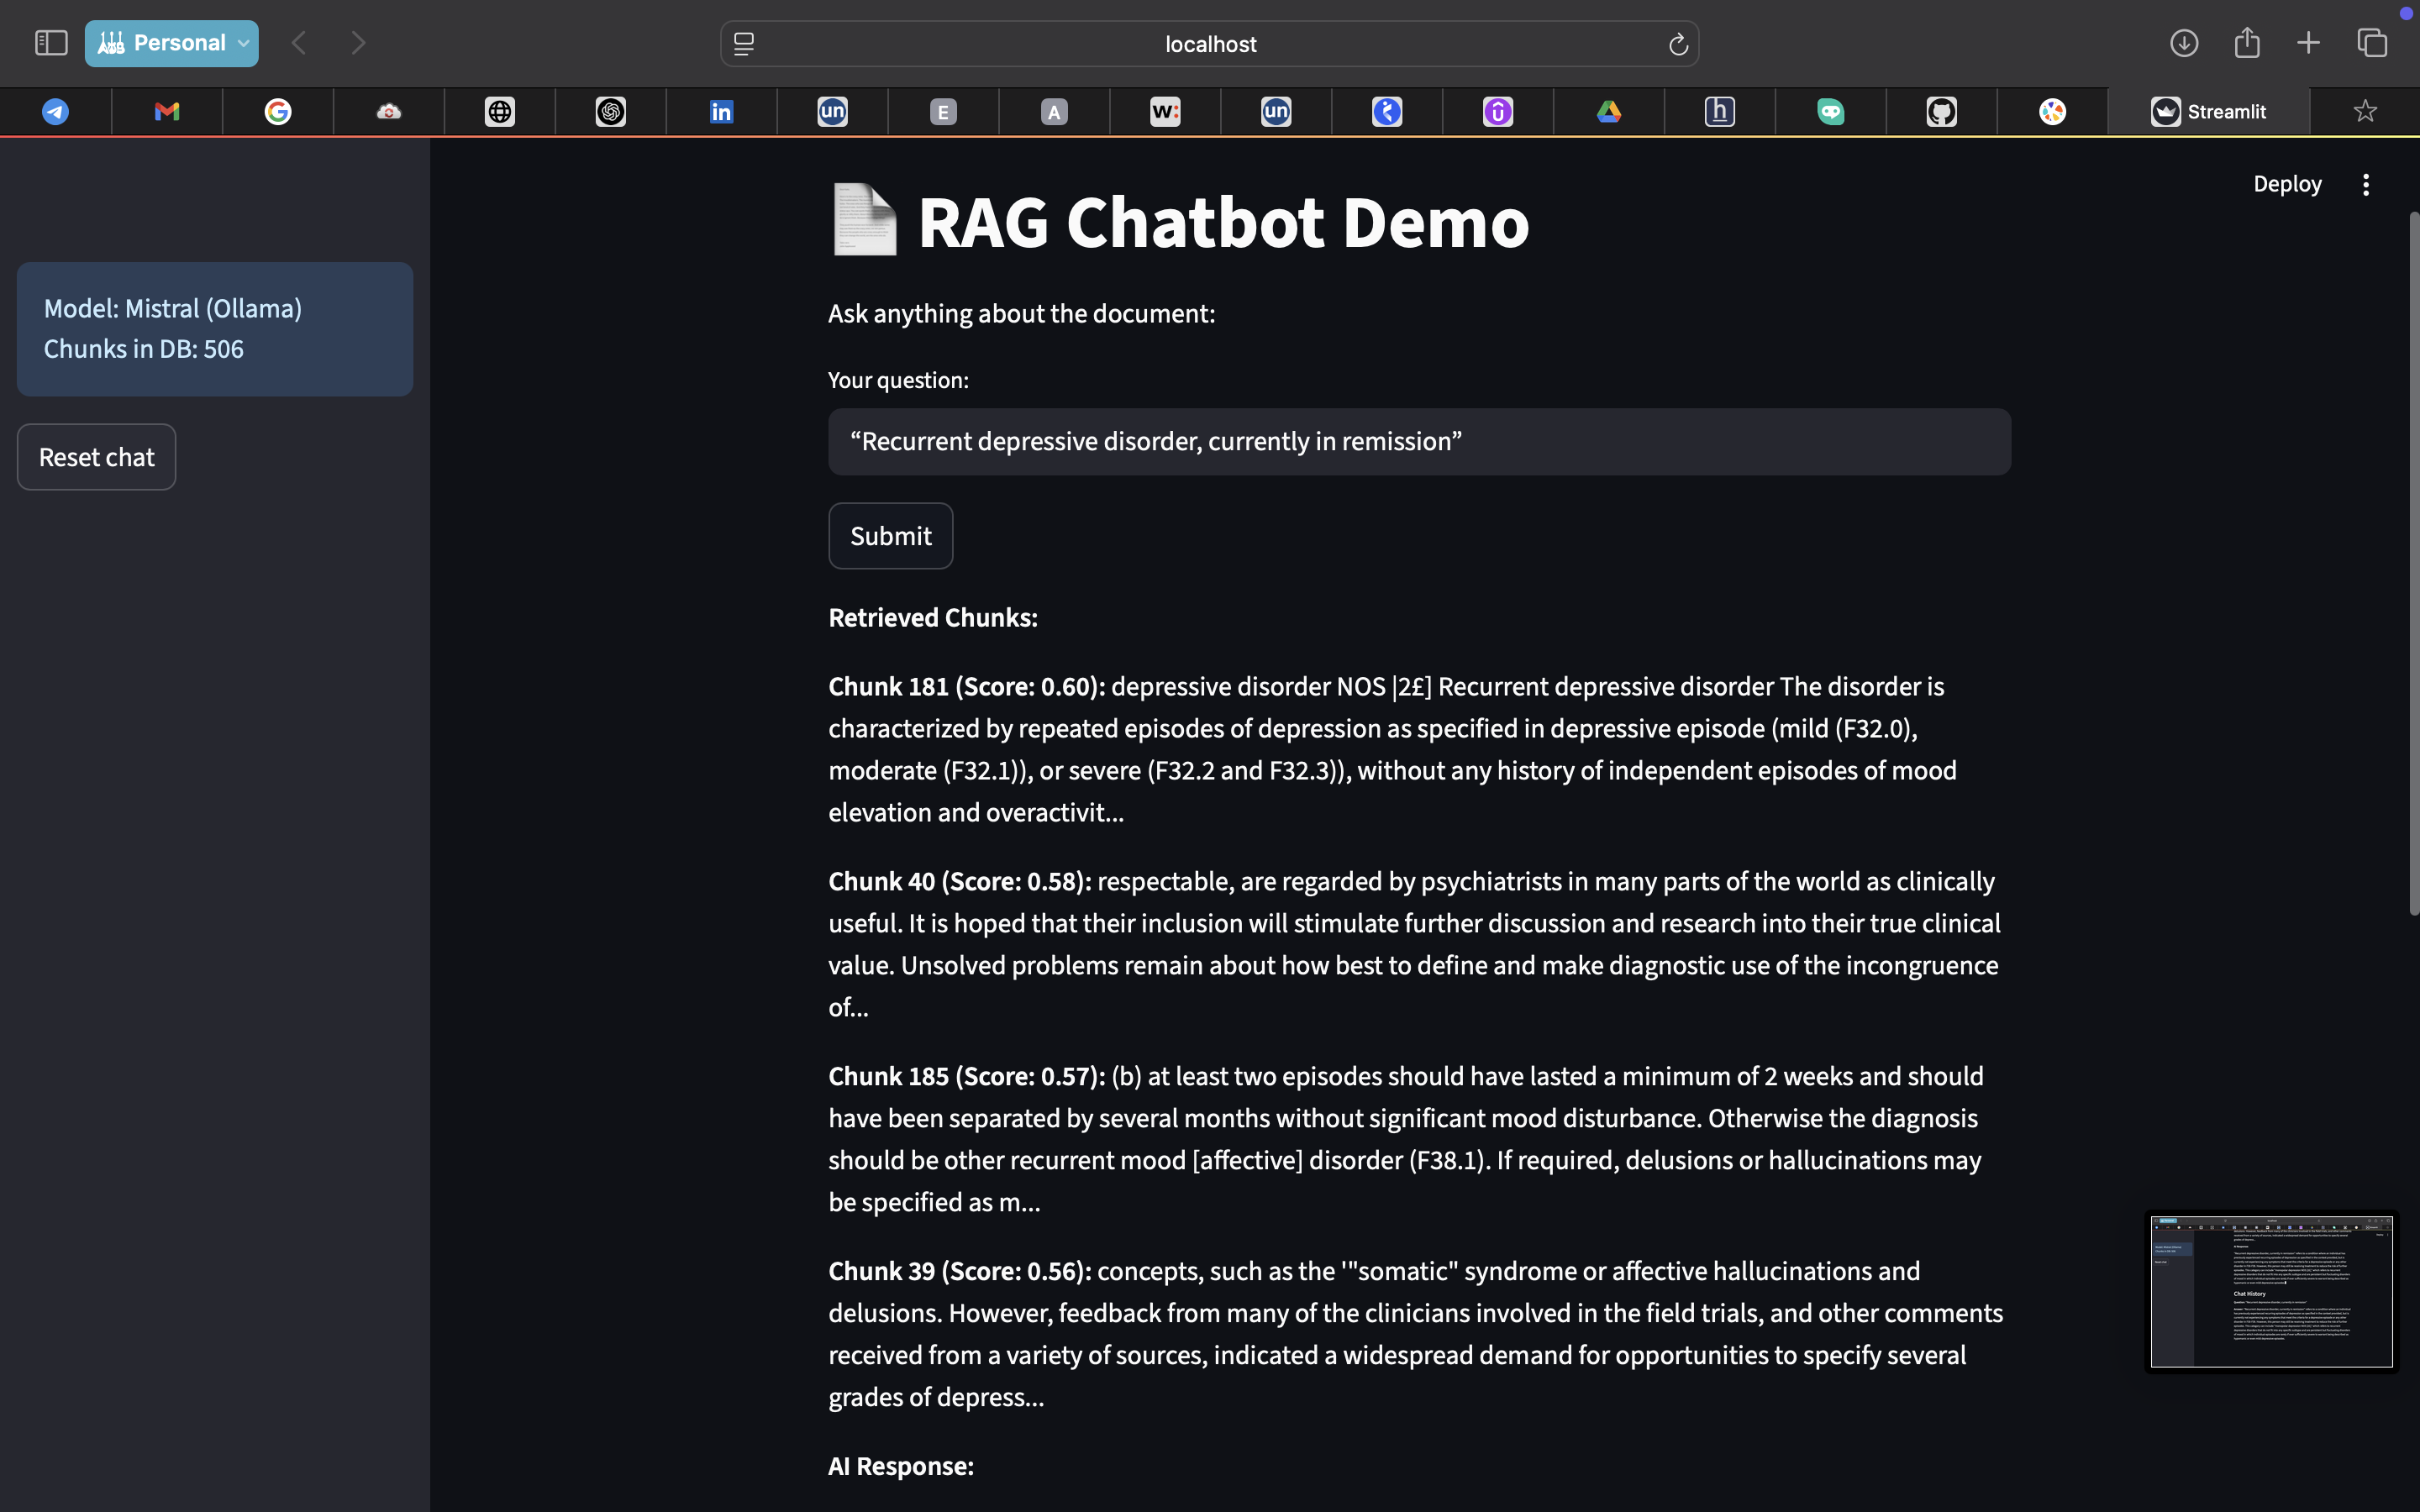 Personal
localhost
un
E
A
W:
un
h
Streamlit
Deploy
RAG Chatbot Demo
Model: Mistral (Ollama)
Chunks in DB: 506
Reset chat
Ask anything about the document:
Your question:
“Recurrent depressive disorder, currently in remission”
Submit
Retrieved Chunks:
Chunk 181 (Score: 0.60): depressive disorder NOS |2£] Recurrent depressive disorder The disorder is
characterized by repeated episodes of depression as specified in depressive episode (mild (F32.0),
moderate (F32.1)), or severe (F32.2 and F32.3)), without any history of independent episodes of mood
elevation and overactivit...
Chunk 40 (Score: 0.58): respectable, are regarded by psychiatrists in many parts of the world as clinically
useful. It is hoped that their inclusion will stimulate further discussion and research into their true clinical
value. Unsolved problems remain about how best to define and make diagnostic use of the incongruence
of...
Chunk 185 (Score: 0.57): (b) at least two episodes should have lasted a minimum of 2 weeks and should
have been separated by several months without significant mood disturbance. Otherwise the diagnosis
should be other recurrent mood [affective] disorder (F38.1). If required, delusions or hallucinations may
be specified as m...
Chunk 39 (Score: 0.56): concepts, such as the '"somatic" syndrome or affective hallucinations and
delusions. However, feedback from many of the clinicians involved in the field trials, and other comments
received from a variety of sources, indicated a widespread demand for opportunities to specify several
grades of depress...
AI Response:
Chat History